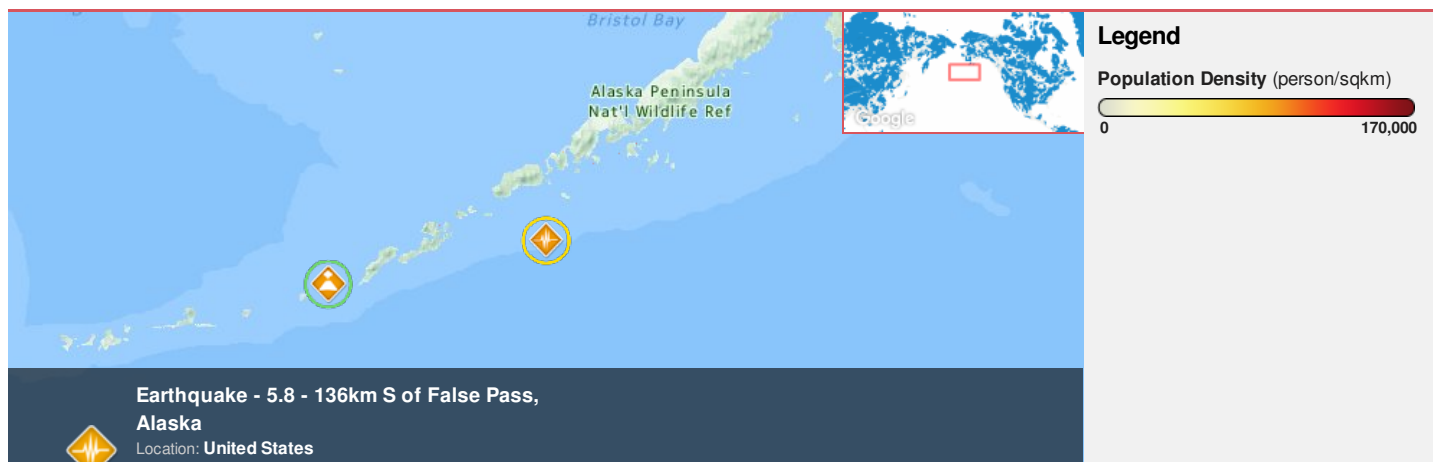 Bristol Bay
Alaska Peninsula
Nat'l Wildlife Ref
Google
Legend
Population Density (person/sqkm)
0
170,000
Earthquake - 5.8 - 136km S of False Pass,
Alaska
Location: United States